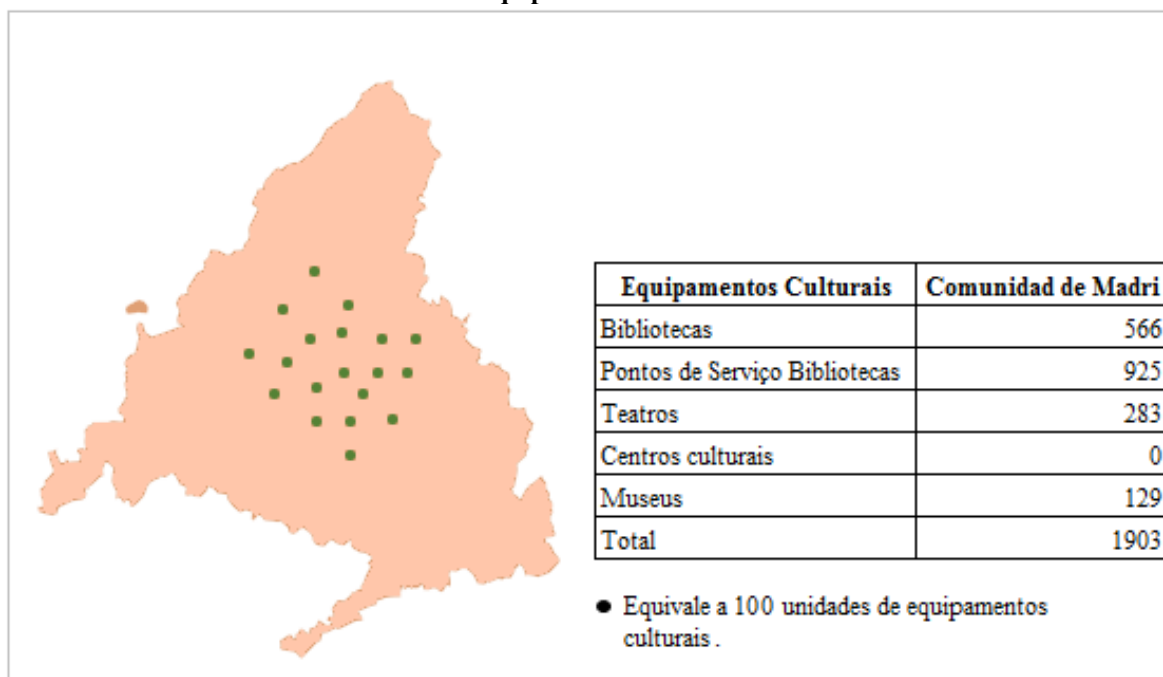 Equipamentos Culturais Comunidad de Madri
Bibliotecas 566
Pontos de Serviço Bibliotecas 925
Teatros 283
Centros culturais 0
Museus 129
Total 1903
● Equivale a 100 unidades de equipamentos
culturais .